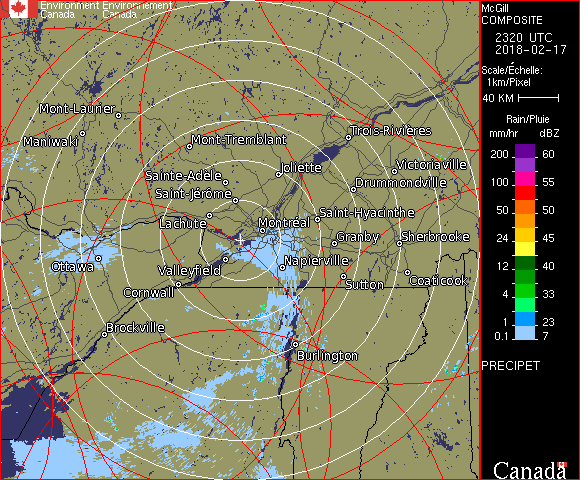 Environment Environnement
Canada Canada
McGill
COMPOSITE
2320 UTC
2018-02-17
Scale/Échelle:
1km/Pixel
40 KM
Rain/Pluie
mm/hr dBZ
200 60
55
100 55
50 50
24 45
12 40
4 33
1 23
0.1 7
PRECIPET
Canada
Mont-Laurier
Maniwaki
Mont-Tremblant
Trois-Rivières
Joliette
Victoriaville
Sainte-Adèle
Drummondville
Saint-Jérôme
Lachute
Saint-Hyacinthe
Montréal
Granby
Sherbrooke
Ottawa
Valleyfield
Napierville
Cornwall
Sutton
Coaticook
Brockville
Burlington